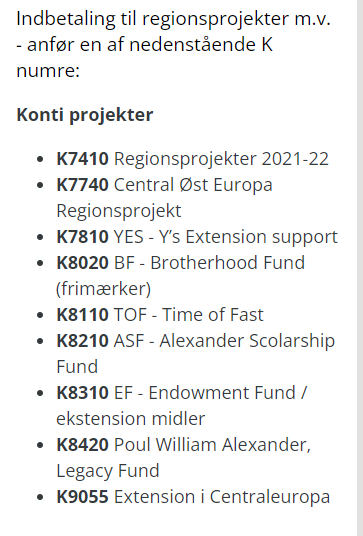 Indbetaling til regionsprojekter m.v.
- anfør en af nedenstående K
numre:
Konti projekter
• K7410 Regionsprojekter 2021-22
• K7740 Central Øst Europa
Regionsprojekt
• K7810 YES - Y’s Extension support
• K8020 BF - Brotherhood Fund
(frimærker)
• K8110 TOF - Time of Fast
• K8210 ASF - Alexander Scolarship
Fund
• K8310 EF - Endowment Fund /
ekstension midler
• K8420 Poul William Alexander,
Legacy Fund
• K9055 Extension i Centraleuropa